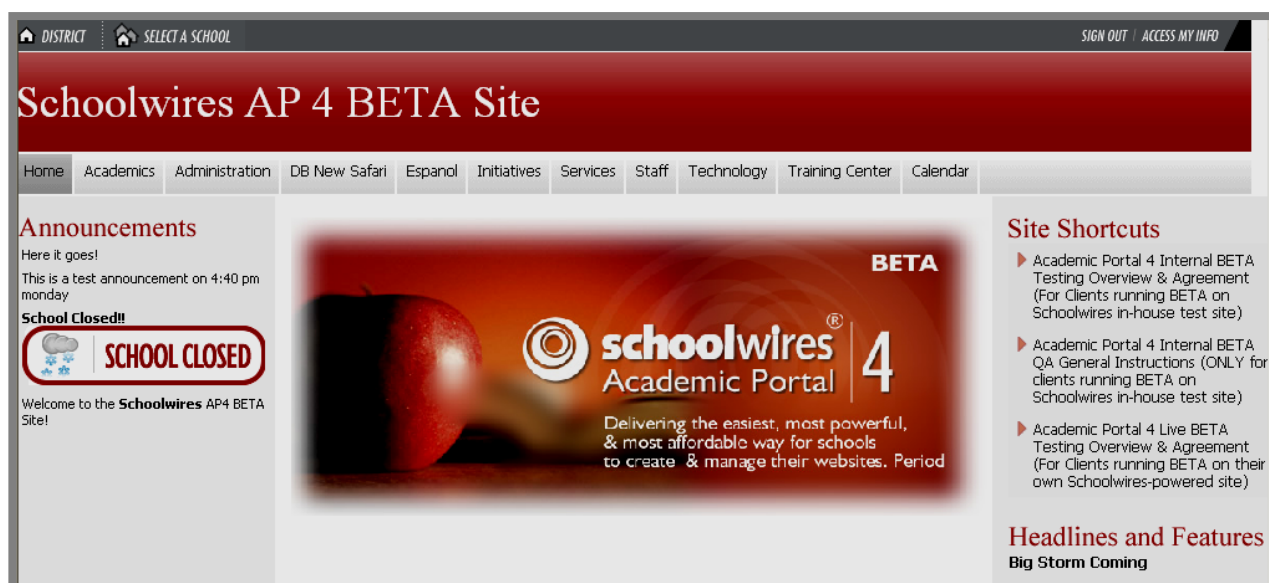 DISTRICT SELECT A SCHOOL SIGN OUT | ACCESS MY INFO
Schoolwires AP 4 BETA Site
Home Academics Administration DB New Safari Espanol Initiatives Services Staff Technology Training Center Calendar
Announcements
Here it goes!
This is a test announcement on 4:40 pm
monday
School Closed!!
SCHOOL CLOSED
Welcome to the Schoolwires AP4 BETA
Site!
BETA
schoolwires® 4
Academic Portal
Delivering the easiest, most powerful,
& most affordable way for schools
to create & manage their websites. Period
Site Shortcuts
Academic Portal 4 Internal BETA
Testing Overview & Agreement
(For Clients running BETA on
Schoolwires in-house test site)
Academic Portal 4 Internal BETA
QA General Instructions (ONLY for
clients running BETA on
Schoolwires in-house test site)
Academic Portal 4 Live BETA
Testing Overview & Agreement
(For Clients running BETA on their
own Schoolwires-powered site)
Headlines and Features
Big Storm Coming